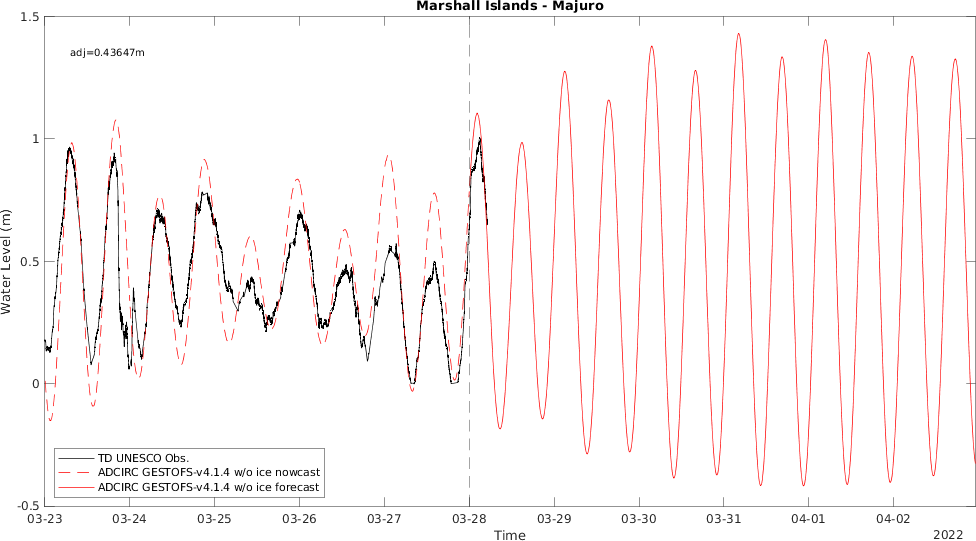 Marshall Islands - Majuro
1.5
adj=0.43647m
1
0.5
Water Level (m)
0
TD UNESCO Obs.
ADCIRC GESTOFS-v4.1.4 w/o ice nowcast
ADCIRC GESTOFS-v4.1.4 w/o ice forecast
-0.5
03-23 03-24 03-25 03-26 03-27 03-28 03-29 03-30 03-31 04-01 04-02
Time
2022